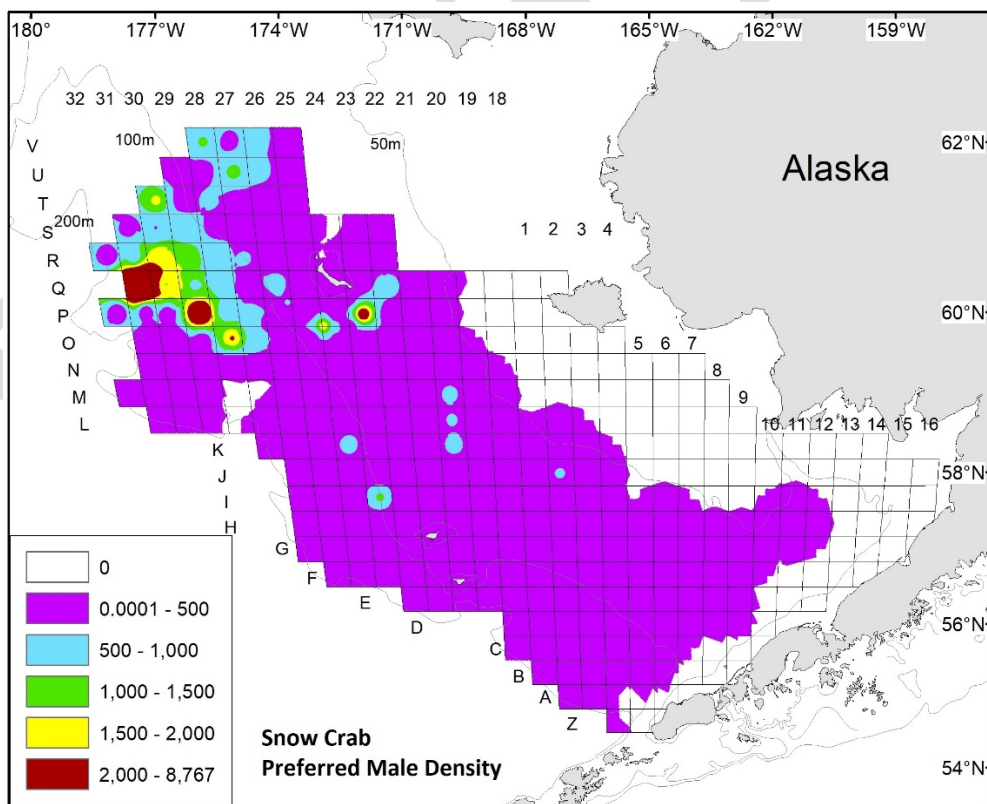 180° 177°W 174°W 171°W 168°W 165°W 162°W 159°W
32 31 30 29 28 27 26 25 24 23 22 21 20 19 18
100m
50m
62°N
V
U
T
Alaska
200m
S
R
Q
P
O
N
M
L
1 2 3 4
60°N
5 6 7
8
9
10 11 12 13 14 15 16
58°N
K
J
I H
G
F
E
D
C
B
A
Z
56°N
54°N
0
0.0001 - 500
500 - 1,000
1,000 - 1,500
1,500 - 2,000
2,000 - 8,767
Snow Crab
Preferred Male Density